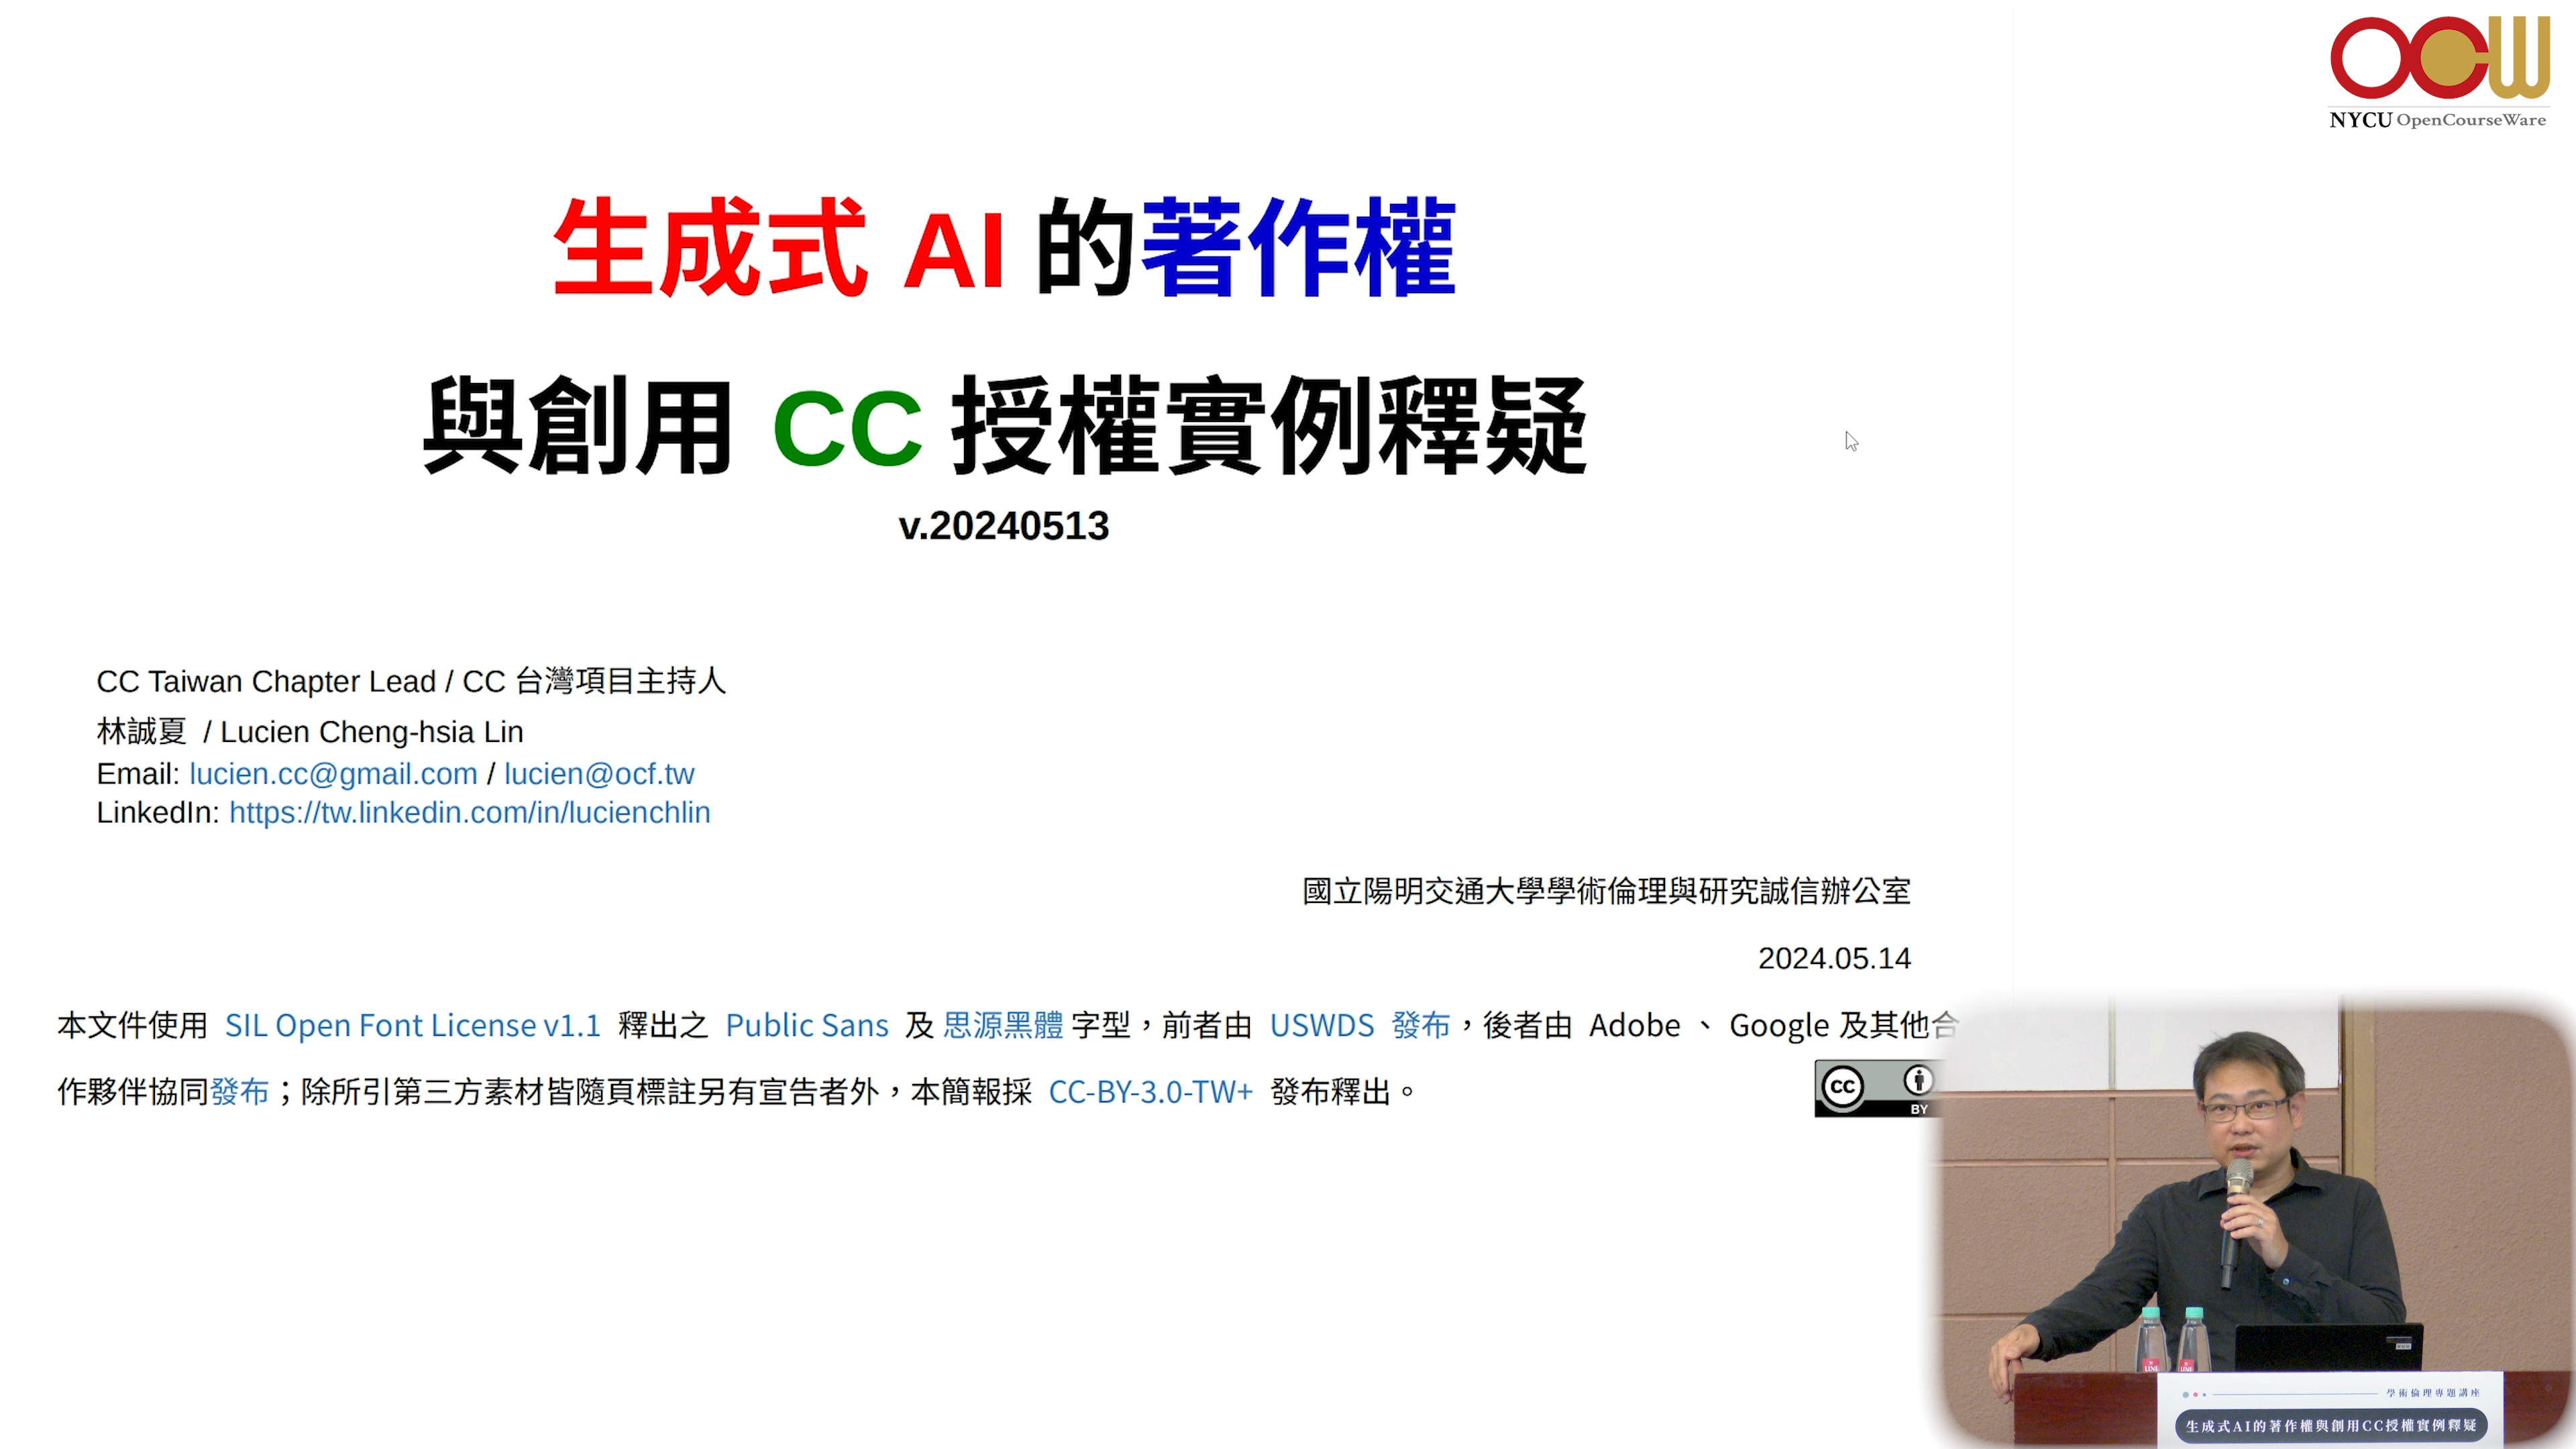 OCW
NYCU OpenCourseWare
生成式 AI 的著作權
與創用 CC 授權實例釋疑
v.20240513
CC Taiwan Chapter Lead / CC 台灣項目主持人
林誠夏 / Lucien Cheng-hsia Lin
Email: lucien.cc@gmail.com / lucien@ocf.tw
LinkedIn: https://tw.linkedin.com/in/lucienchlin
國立陽明交通大學學術倫理與研究誠信辦公室
2024.05.14
本文件使用 SIL Open Font License v1.1 釋出之 Public Sans 及 思源黑體 字型，前者由 USWDS 發布，後者由 Adobe 、 Google 及其他合
作夥伴協同發布；除所引第三方素材皆隨頁標註另有宣告者外，本簡報採 CC-BY-3.0-TW+ 發布釋出。
cc
BY
UNI UNI
學術倫理專題講座
生成式AI的著作權與創用CC授權實例釋疑